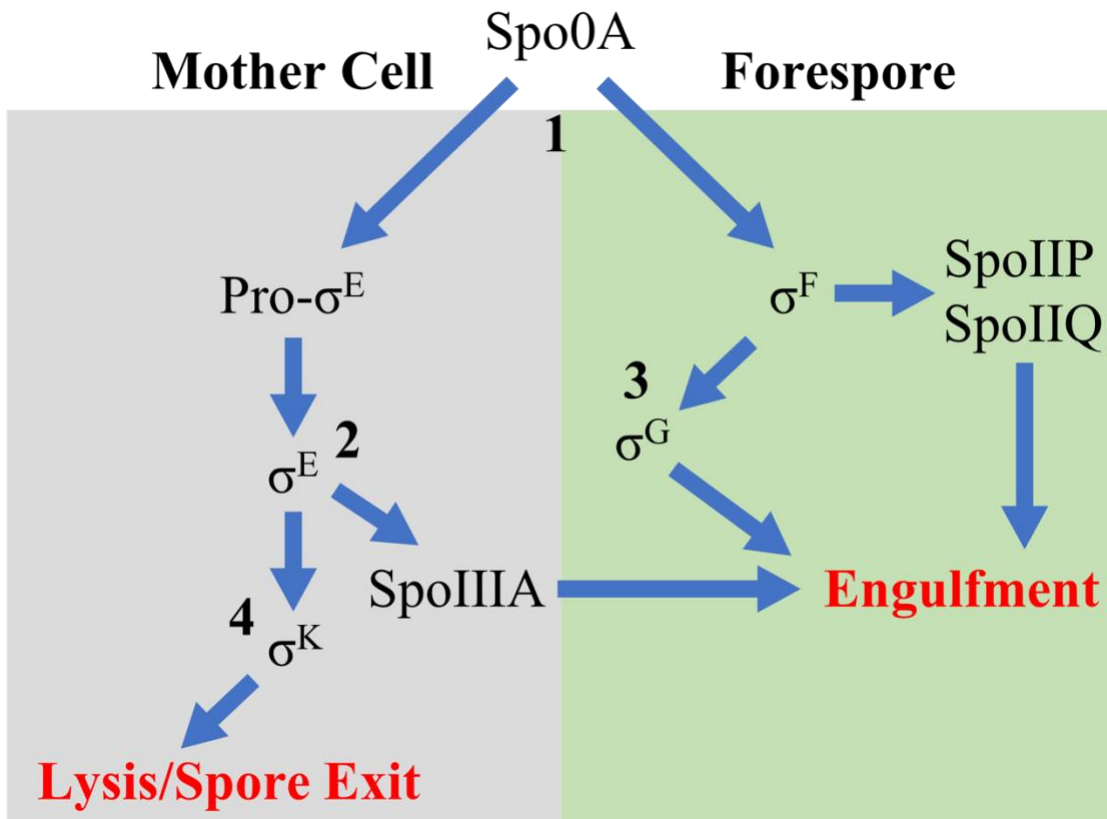 Spo0A
Mother Cell
Forespore
1
Pro-σᴱ
σF
SpoIIP
SpoIIQ
3
σG
2
σE
SpoIIIA
Engulfment
4
σK
Lysis/Spore Exit